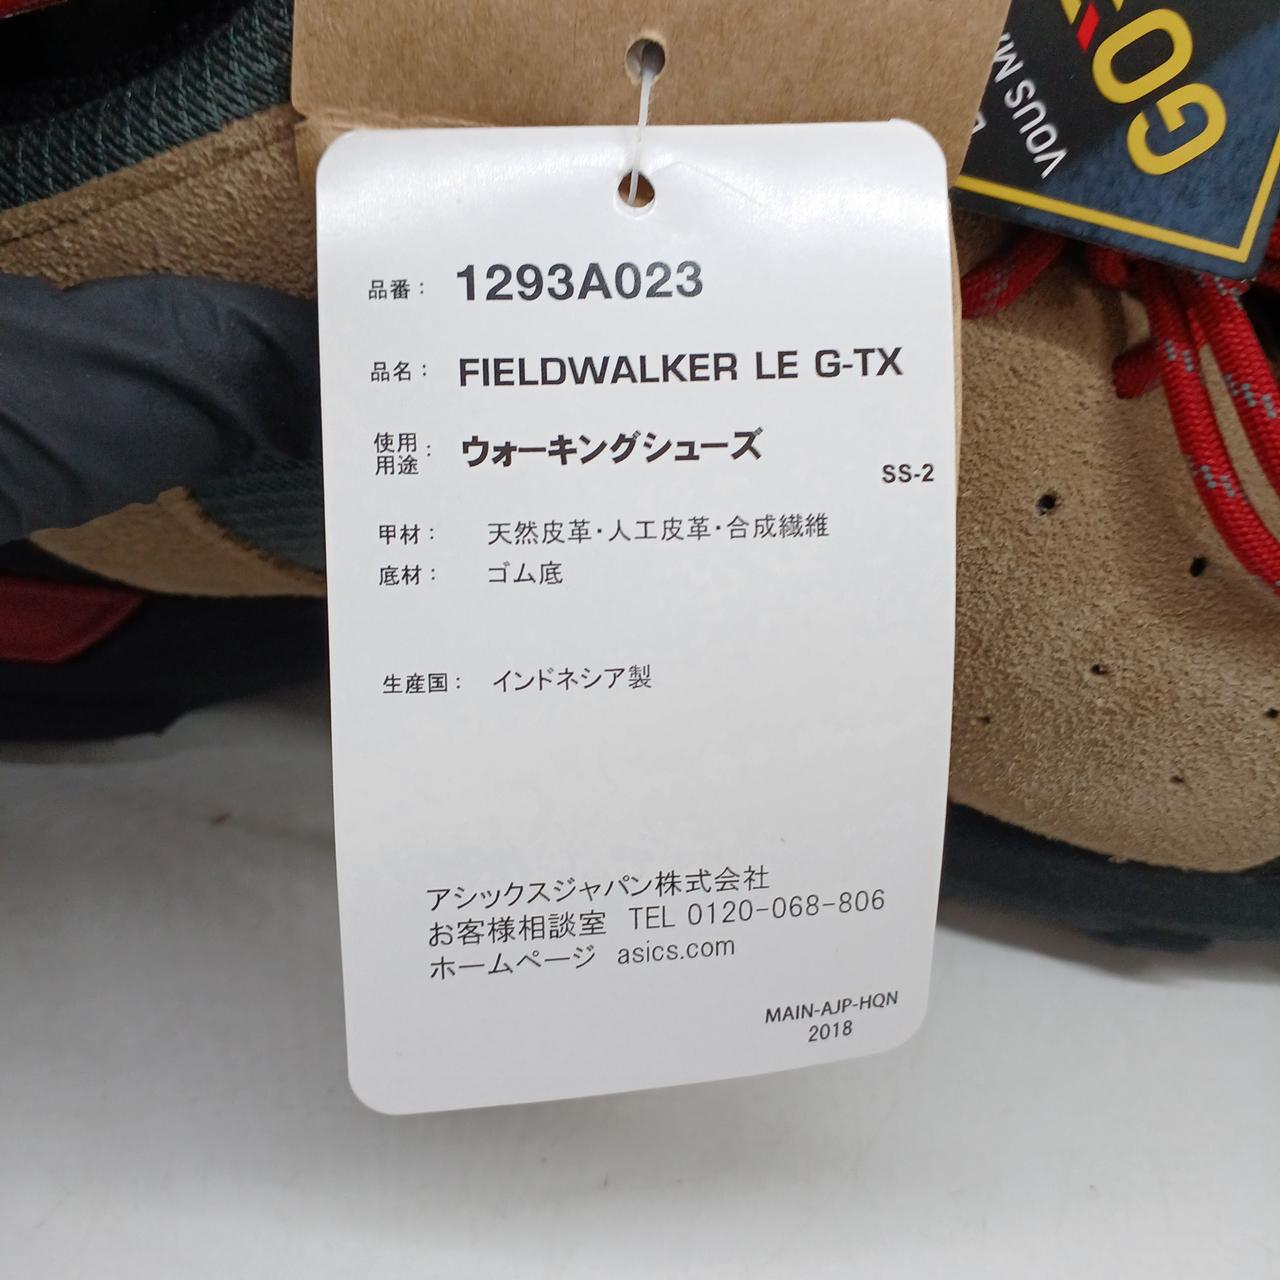 GO
VOUS M
品番： 1293A023
品名： FIELDWALKER LE G-TX
使用用途： ウォーキングシューズ
SS-2
甲材： 天然皮革・人工皮革・合成繊維
底材： ゴム底
生産国： インドネシア製
アシックスジャパン株式会社
お客様相談室 TEL 0120-068-806
ホームページ asics.com
MAIN-AJP-HQN
2018